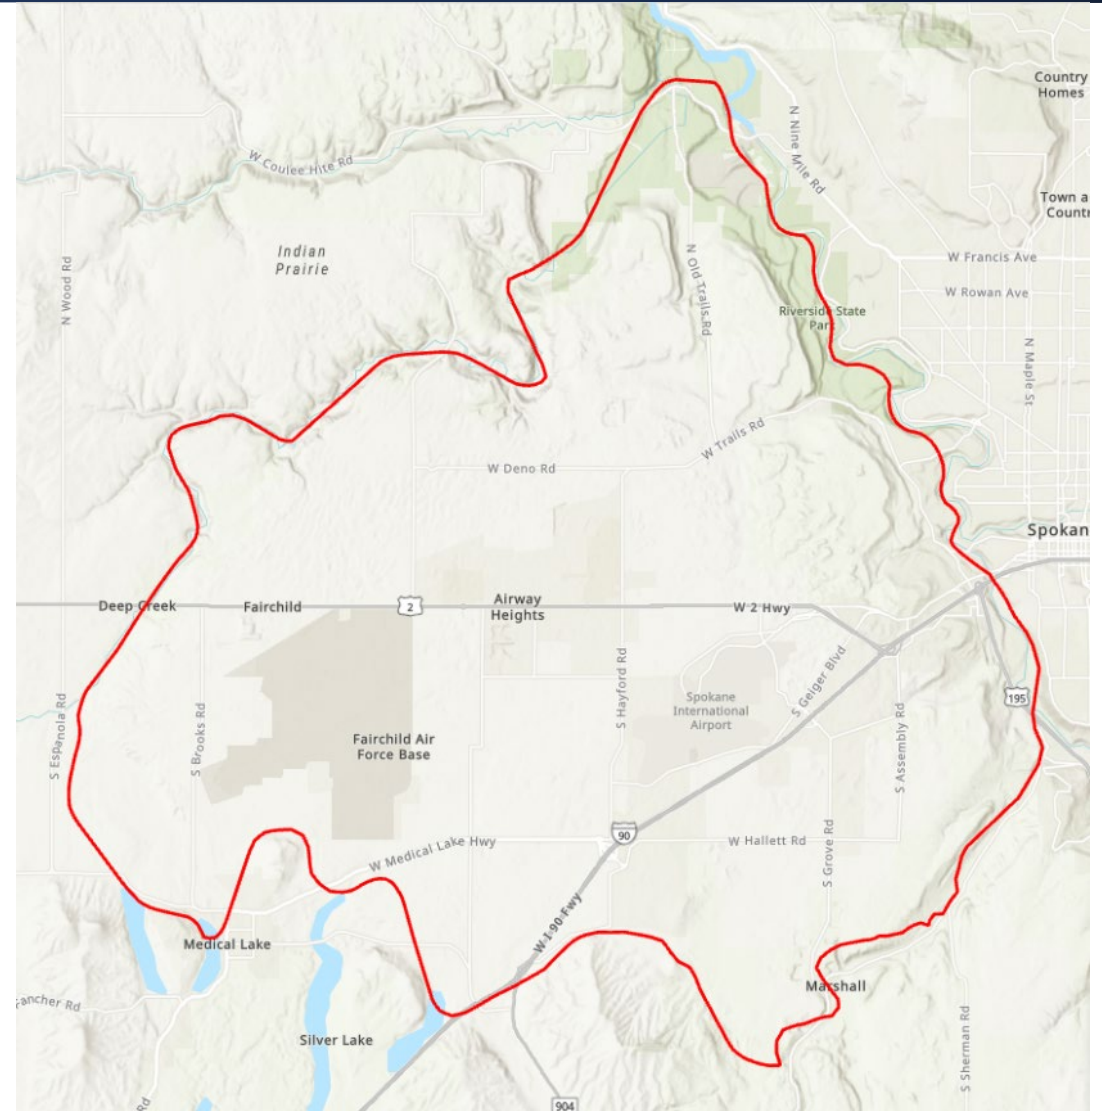 Country
Homes
N Nine Mile Rd
W Coulee Hite Rd
Town a
Count
Indian
Prairie
W Francis Ave
N Wood Rd
N Old Trails Rd
W Rowan Ave
Riverside State
Park
N Maple St
W Trails Rd
W Deno Rd
Spokan
Deep Creek
Fairchild
2
Airway
Heights
W 2 Hwy
S Hayford Rd
S Geiger Blvd
195
Spokane
International
Airport
S Espanola Rd
S Brooks Rd
S Assembly Rd
Fairchild Air
Force Base
90
W Medical Lake Hwy
W Hallett Rd
S Grove Rd
W I-90 Fwy
Medical Lake
Marshall
ancher Rd
Silver Lake
S Sherman Rd
Rd
904